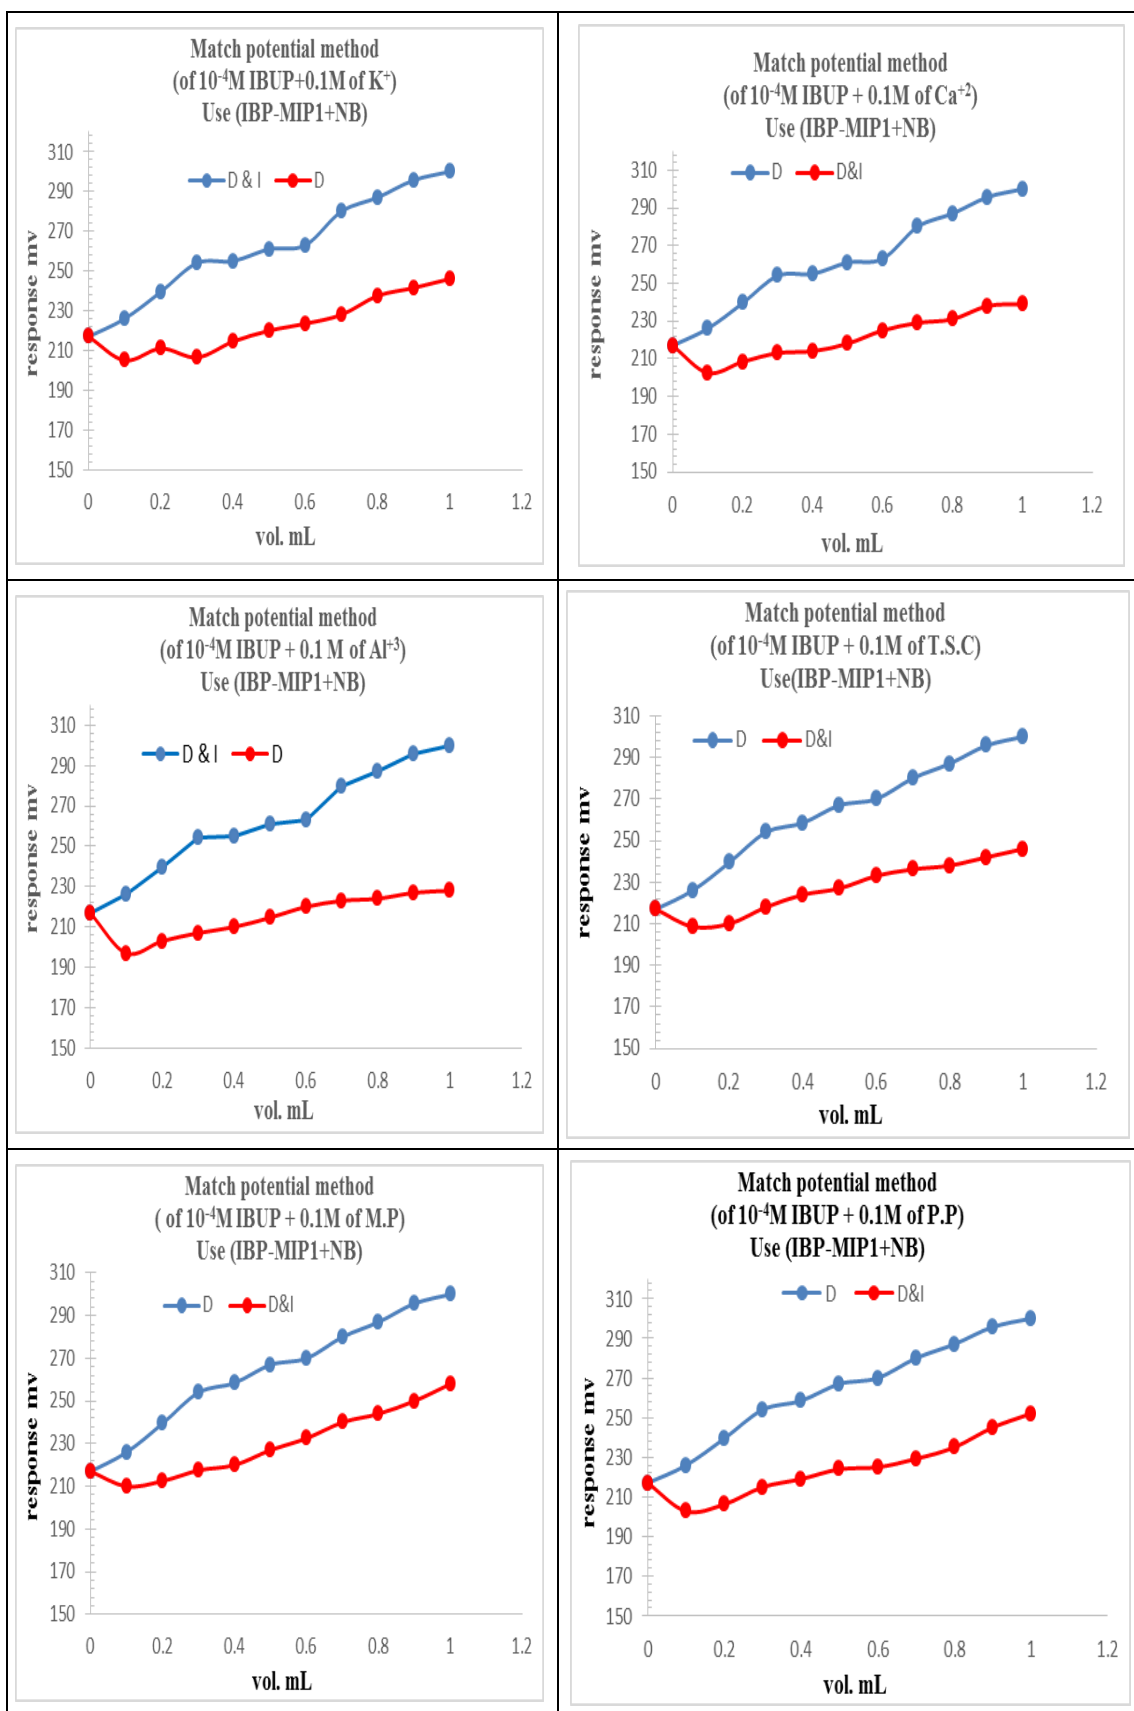 Match potential method
(of 10⁻⁴M IBUP+0.1M of K⁺)
Use (IBP-MIP1+NB)
D & I D
310
290
270
250
230
210
190
170
150
response mv
0 0.2 0.4 0.6 0.8 1 1.2
vol. mL
Match potential method
(of 10⁻⁴M IBUP + 0.1M of Ca⁺²)
Use (IBP-MIP1+NB)
D D&I
310
290
270
250
230
210
190
170
150
response mv
0 0.2 0.4 0.6 0.8 1 1.2
vol. mL
Match potential method
(of 10⁻⁴M IBUP + 0.1 M of Al⁺³)
Use (IBP-MIP1+NB)
D & I D
310
290
270
250
230
210
190
170
150
response mv
0 0.2 0.4 0.6 0.8 1 1.2
vol. mL
Match potential method
(of 10⁻⁴M IBUP + 0.1M of T.S.C)
Use(IBP-MIP1+NB)
D D&I
310
290
270
250
230
210
190
170
150
response mv
0 0.2 0.4 0.6 0.8 1 1.2
vol. mL
Match potential method
( of 10⁻⁴M IBUP + 0.1M of M.P)
Use (IBP-MIP1+NB)
D D&I
310
290
270
250
230
210
190
170
150
response mv
0 0.2 0.4 0.6 0.8 1 1.2
vol. mL
Match potential method
(of 10⁻⁴M IBUP + 0.1M of P.P)
Use (IBP-MIP1+NB)
D D&I
310
290
270
250
230
210
190
170
150
response mv
0 0.2 0.4 0.6 0.8 1 1.2
vol. mL